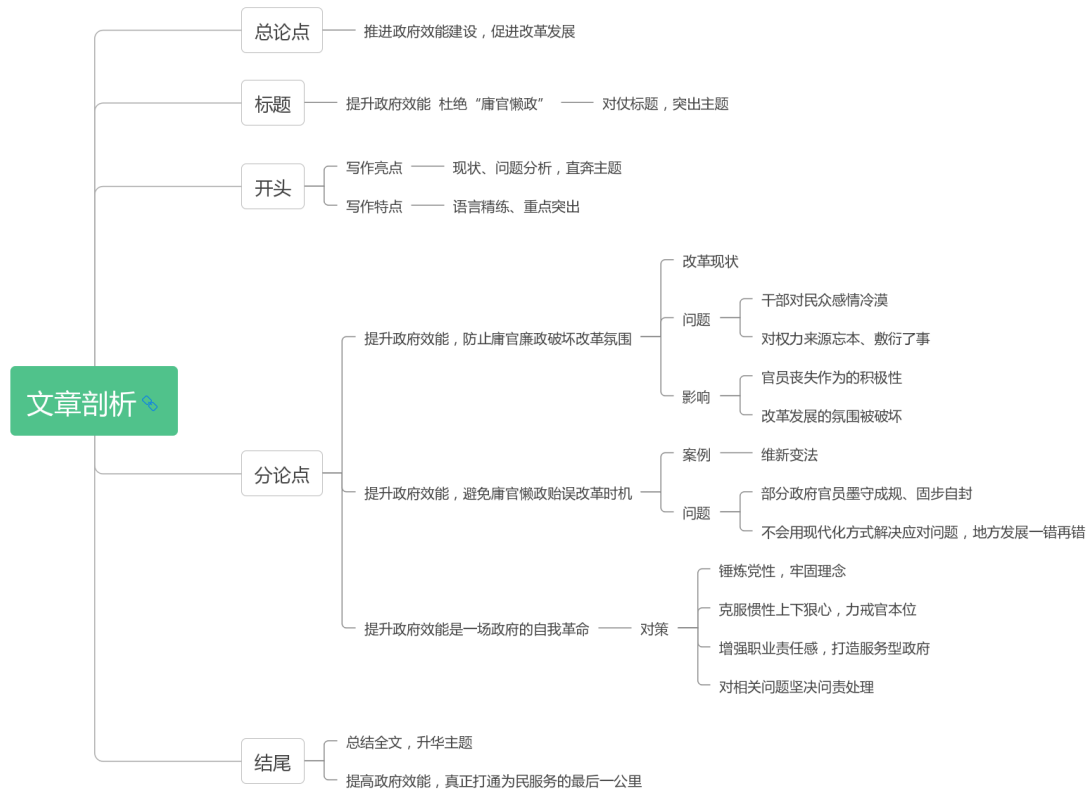 文章剖析
总论点
推进政府效能建设，促进改革发展
标题
提升政府效能 杜绝“庸官懒政”
对仗标题，突出主题
开头
写作亮点
现状、问题分析，直奔主题
写作特点
语言精练、重点突出
分论点
提升政府效能，防止庸官廉政破坏改革氛围
改革现状
问题
干部对民众感情冷漠
对权力来源忘本、敷衍了事
影响
官员丧失作为的积极性
改革发展的氛围被破坏
提升政府效能，避免庸官懒政贻误改革时机
案例
维新变法
问题
部分政府官员墨守成规、固步自封
不会用现代化方式解决应对问题，地方发展一错再错
提升政府效能是一场政府的自我革命
对策
锤炼党性，牢固理念
克服惯性上下狠心，力戒官本位
增强职业责任感，打造服务型政府
对相关问题坚决问责处理
结尾
总结全文，升华主题
提高政府效能，真正打通为民服务的最后一公里